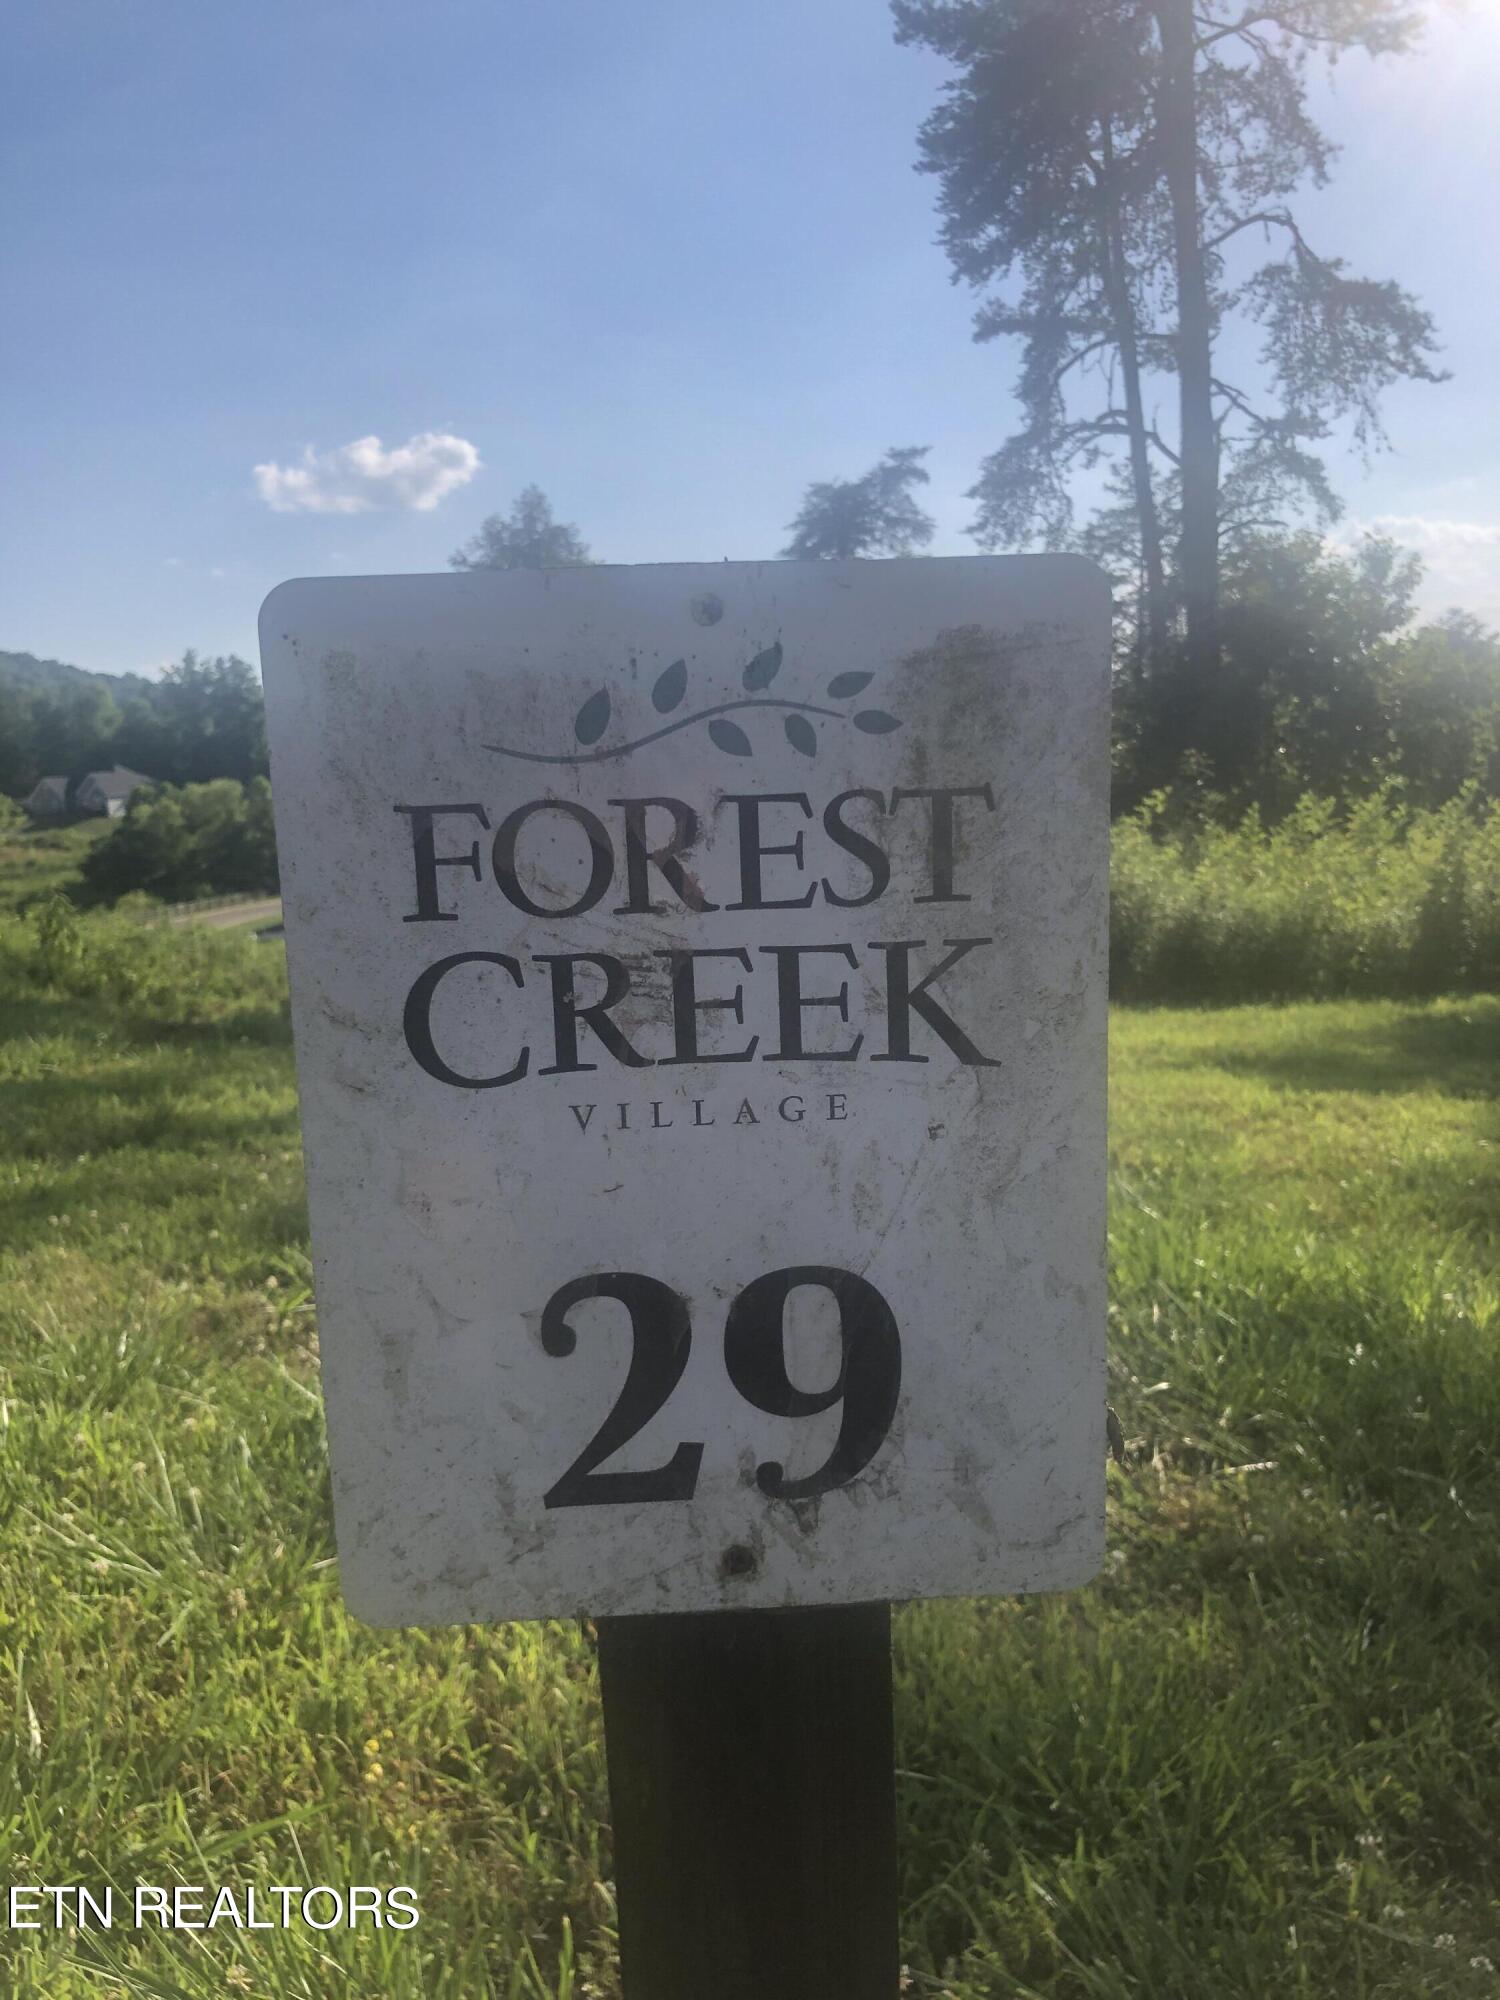 FOREST
CREEK
VILLAGE
29
ETN REALTORS